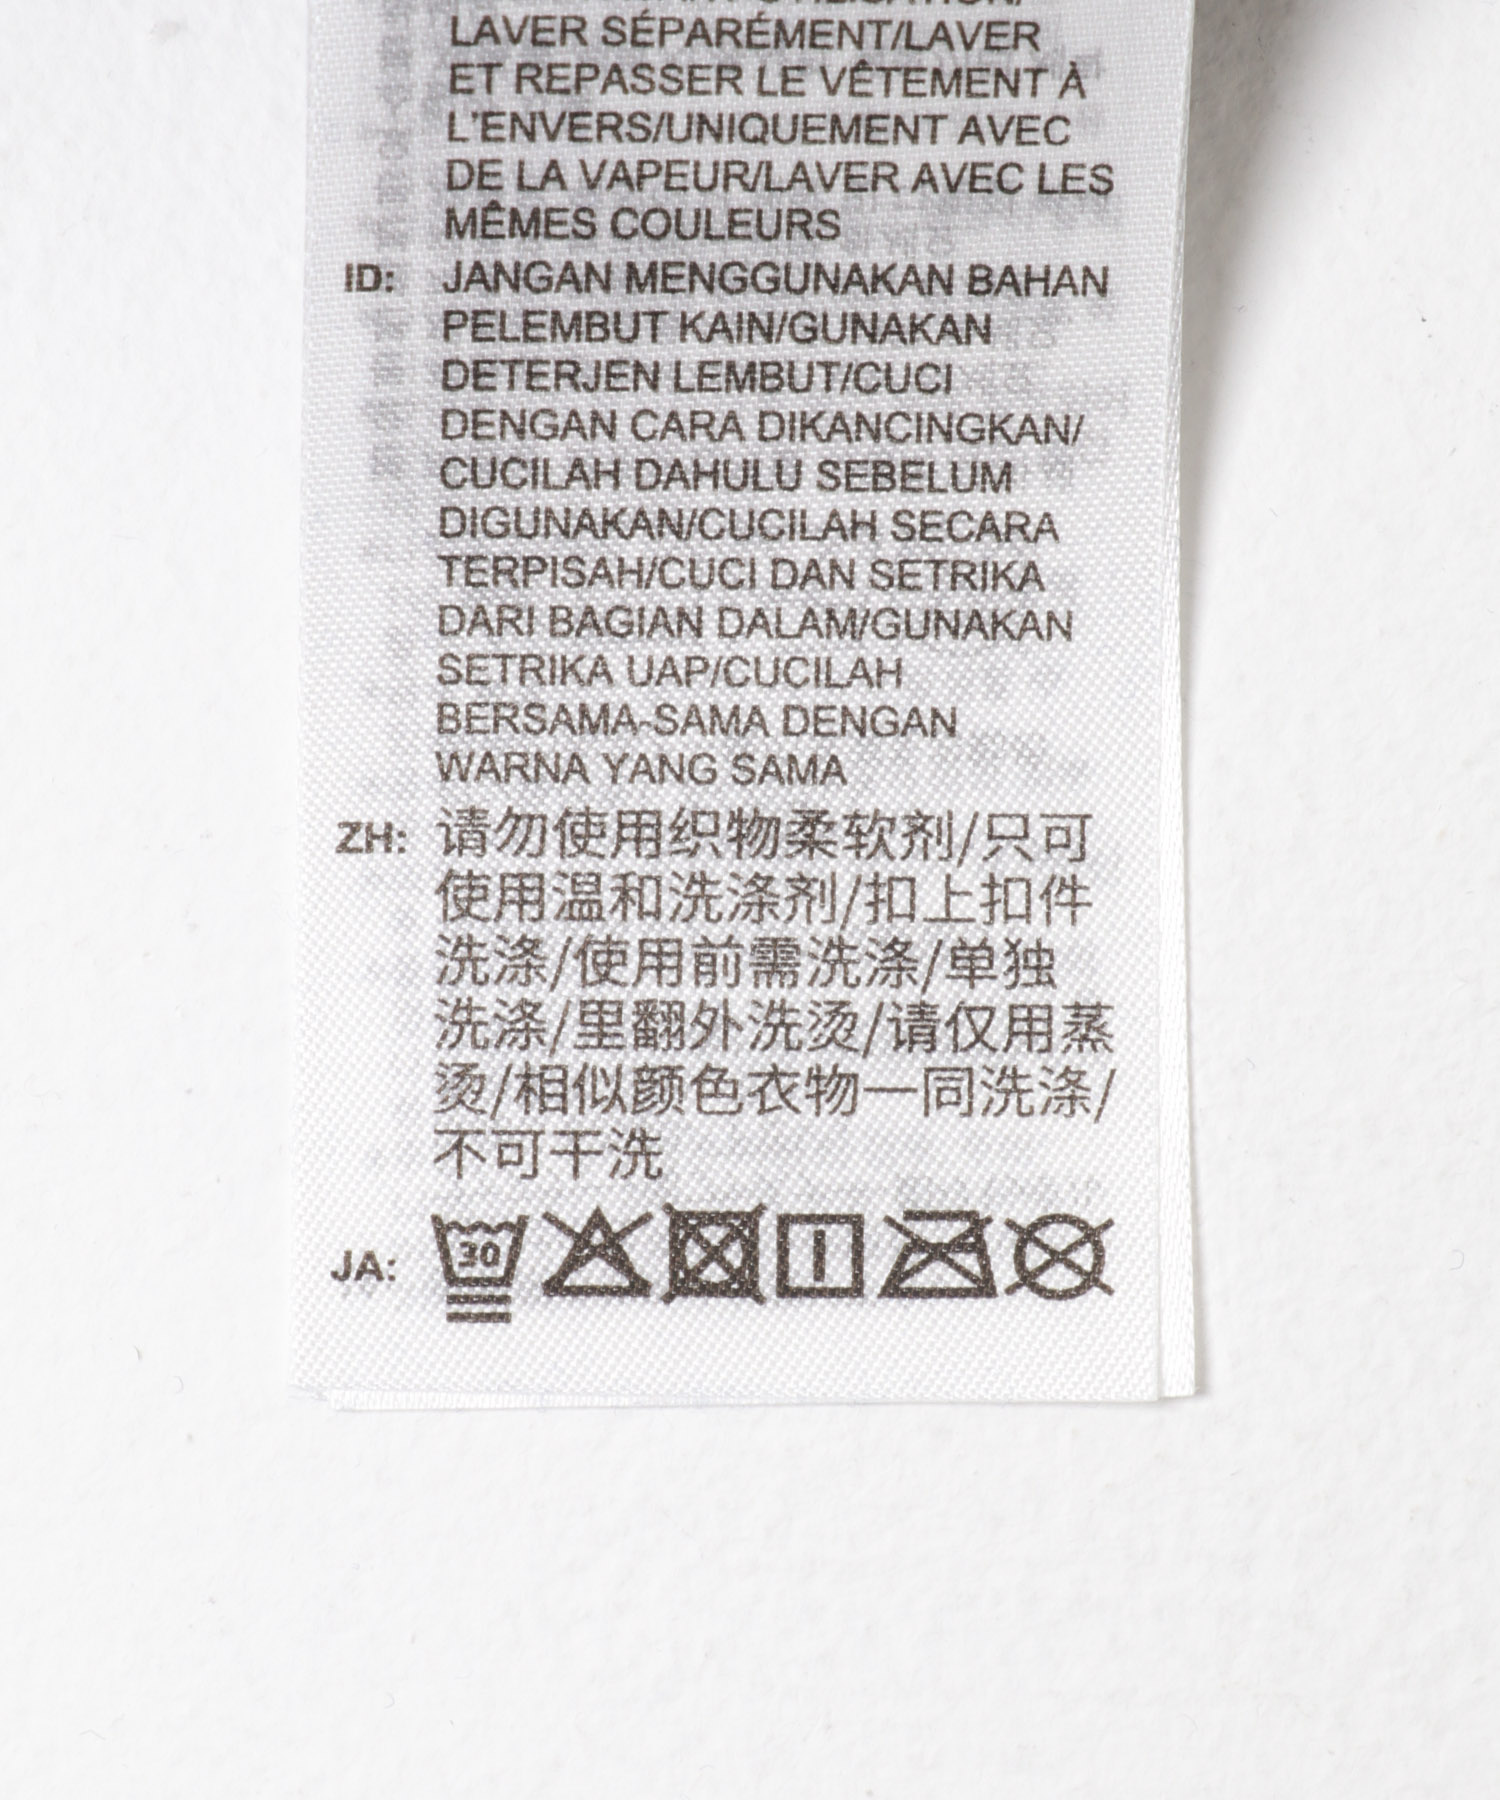 LAVER SÉPARÉMENT/LAVER
ET REPASSER LE VÊTEMENT À
L'ENVERS/UNIQUEMENT AVEC
DE LA VAPEUR/LAVER AVEC LES
MÊMES COULEURS
ID: JANGAN MENGGUNAKAN BAHAN
PELEMBUT KAIN/GUNAKAN
DETERJEN LEMBUT/CUCI
DENGAN CARA DIKANCINGKAN/
CUCILAH DAHULU SEBELUM
DIGUNAKAN/CUCILAH SECARA
TERPISAH/CUCI DAN SETRIKA
DARI BAGIAN DALAM/GUNAKAN
SETRIKA UAP/CUCILAH
BERSAMA-SAMA DENGAN
WARNA YANG SAMA
ZH: 请勿使用织物柔软剂/只可
使用温和洗涤剂/扣上扣件
洗涤/使用前需洗涤/单独
洗涤/里翻外洗烫/请仅用蒸
烫/相似颜色衣物一同洗涤/
不可干洗
JA: 30